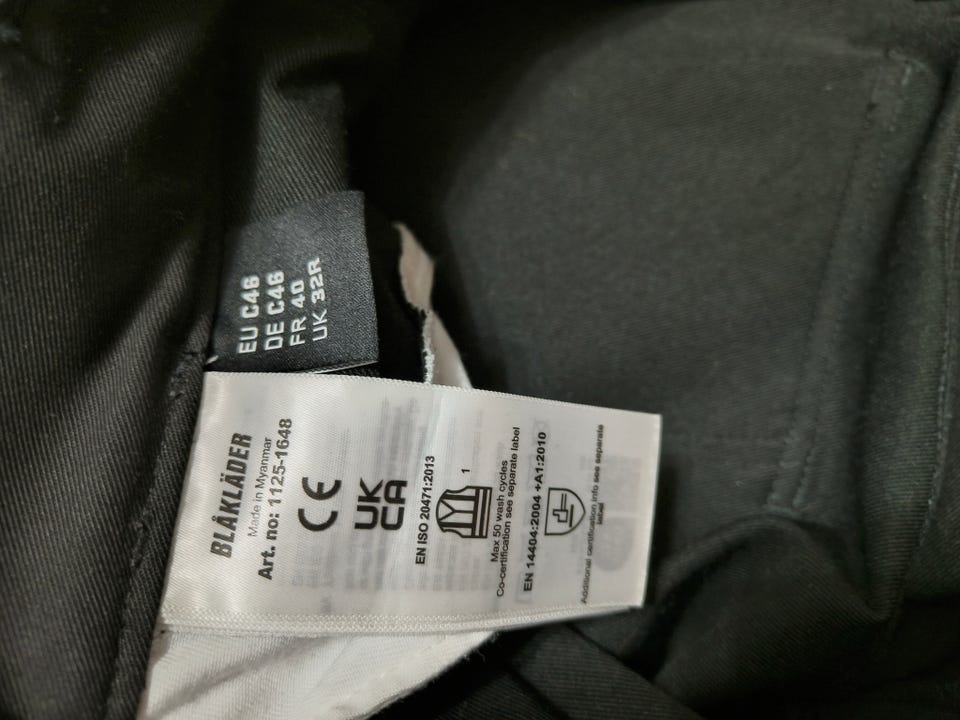 EU C46
DE C46
FR 40
UK 32R
BLÅKLÄDER
Made in Myanmar
Art. no: 1125-1648
CE
UK
CA
EN ISO 20471:2013
1
Max 50 wash cycles
Co-certification see separate label
EN 14404:2004 +A1:2010
Additional certification info see separate
label